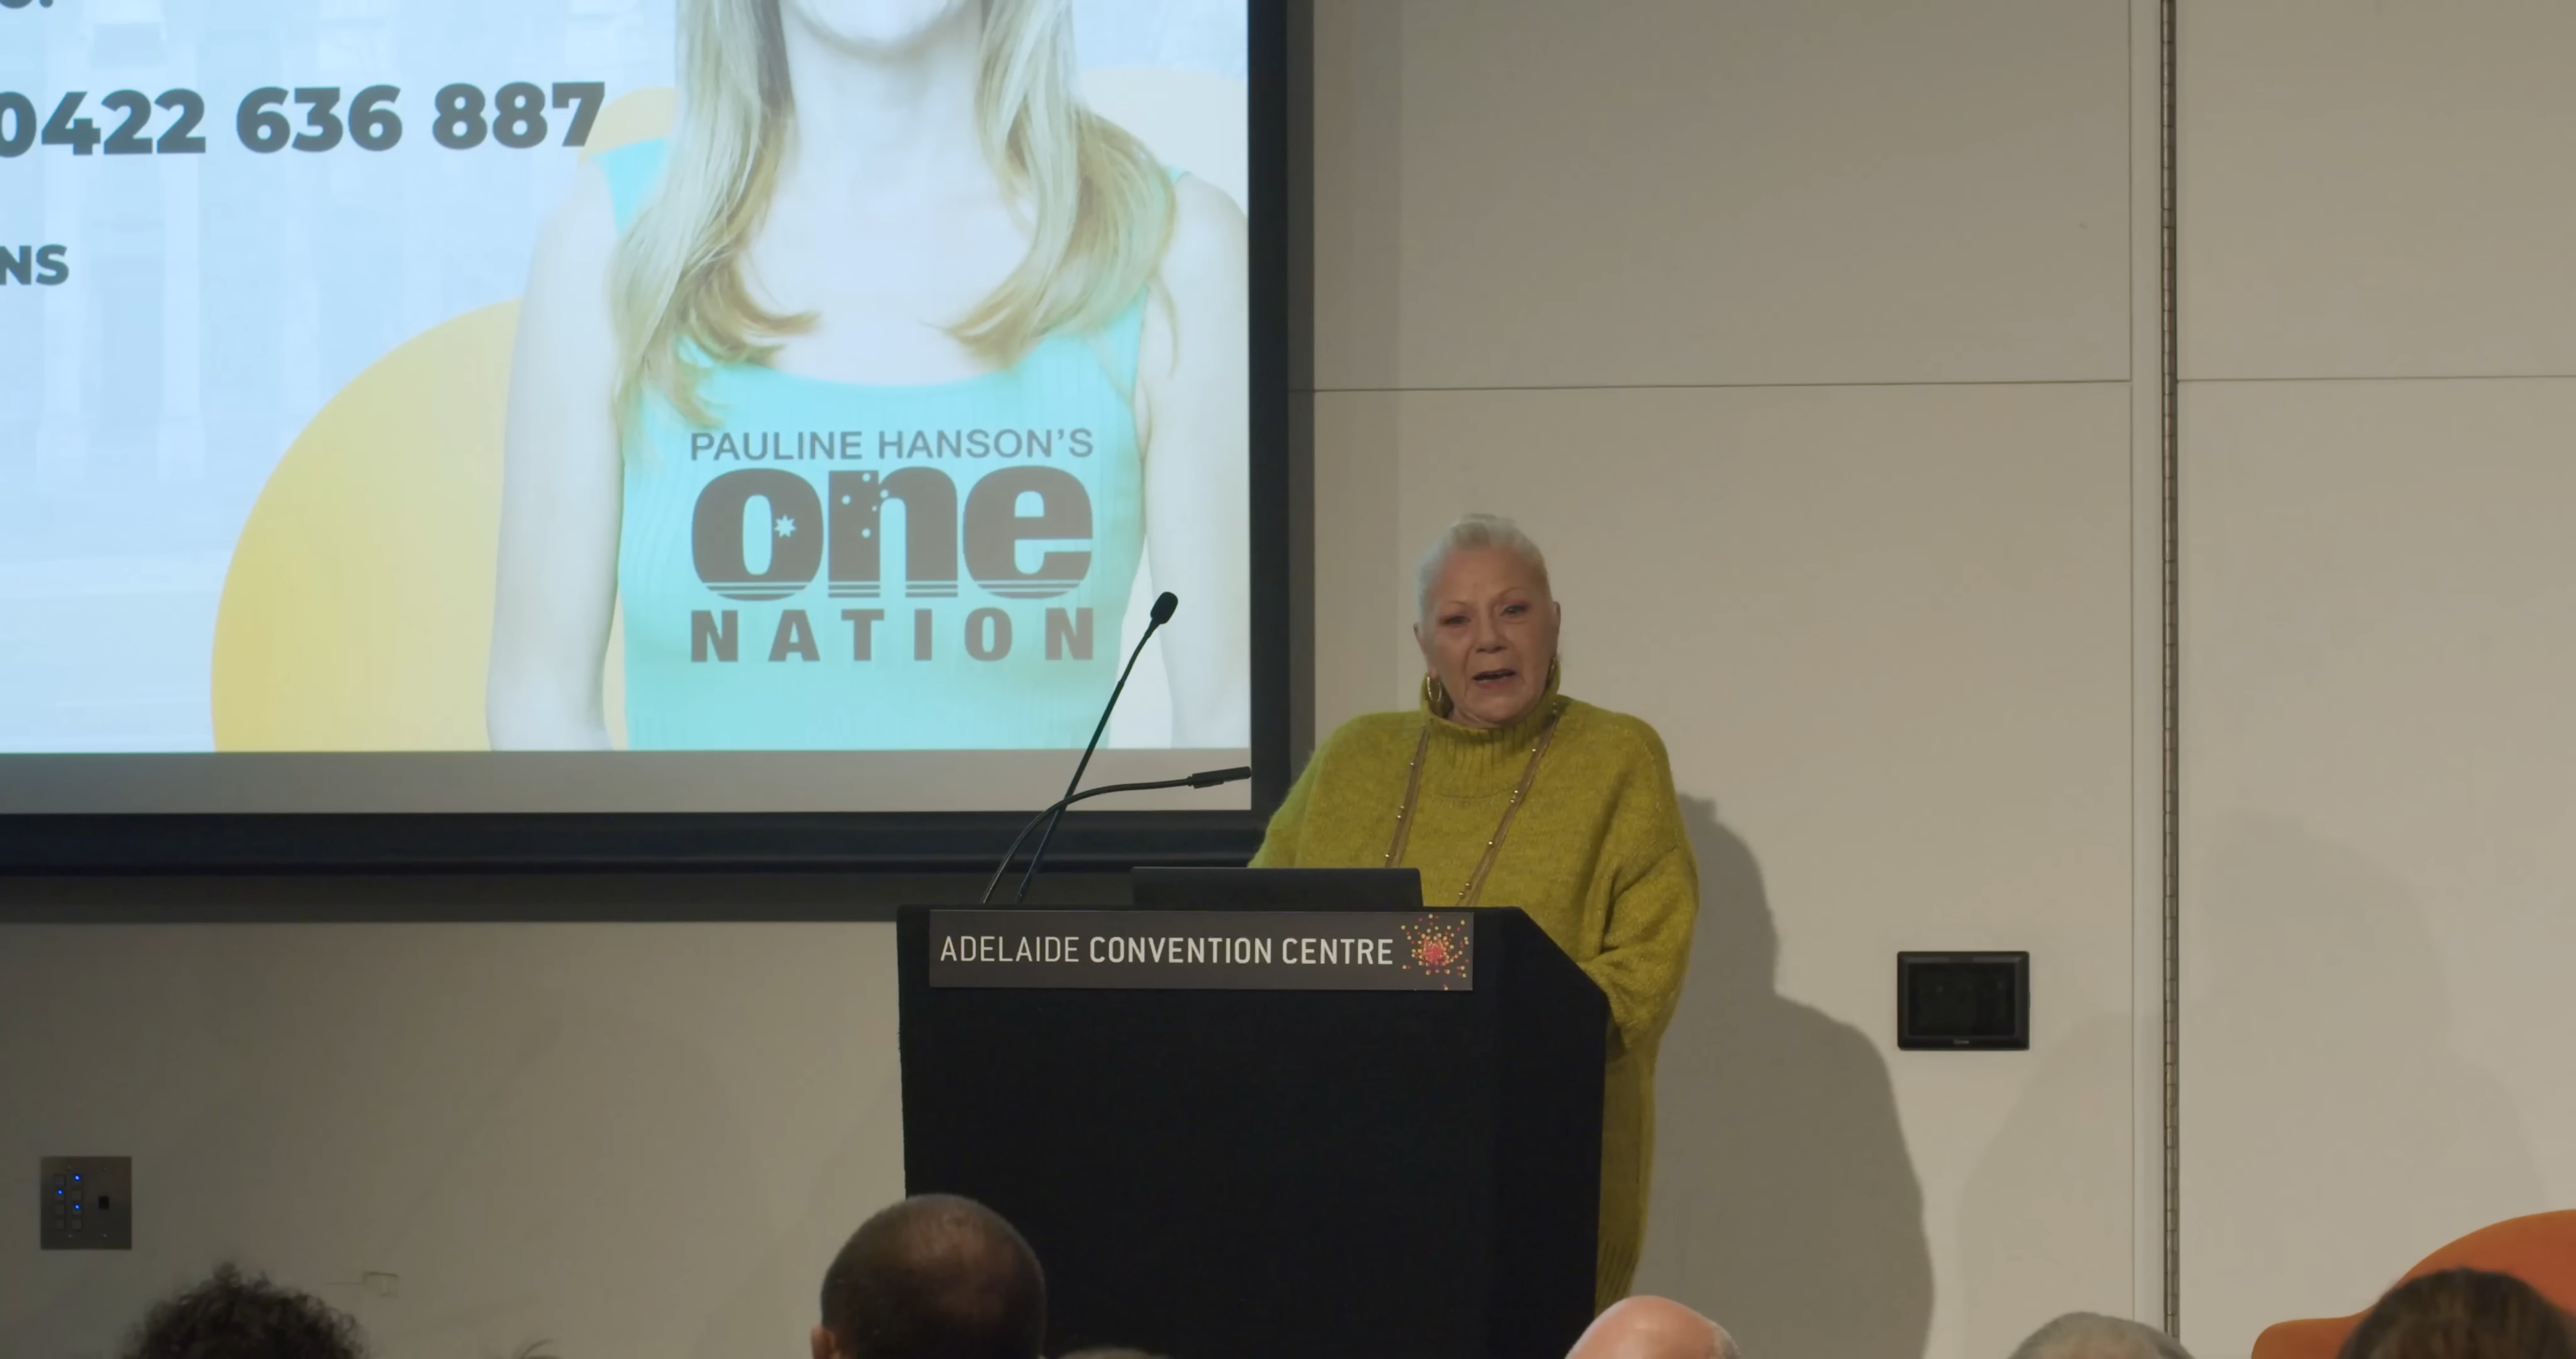 0422 636 887
NS
PAULINE HANSON'S
one
NATION
ADELAIDE CONVENTION CENTRE